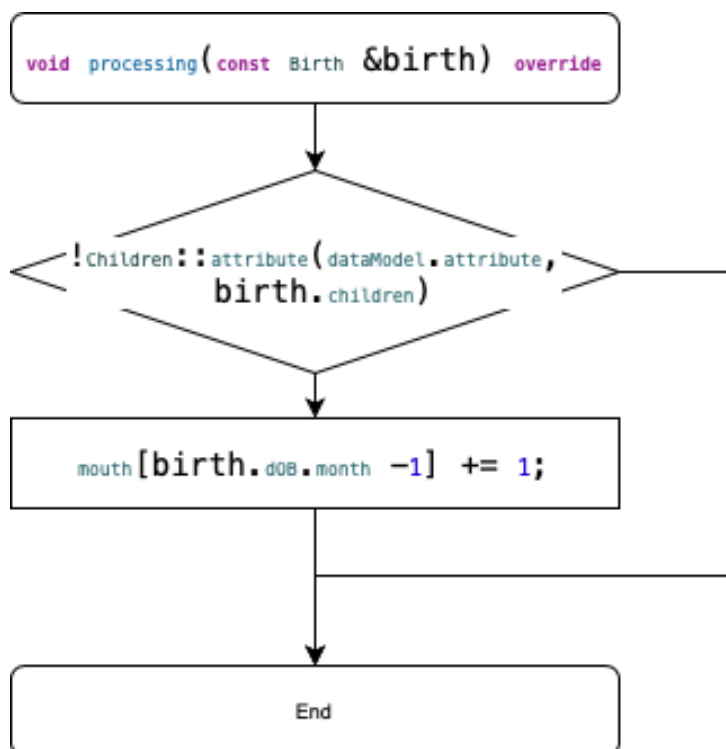 void processing(const Birth &birth) override
!Children::attribute(dataModel.attribute,
birth.children)
mouth[birth.dOB.month -1] += 1;
End